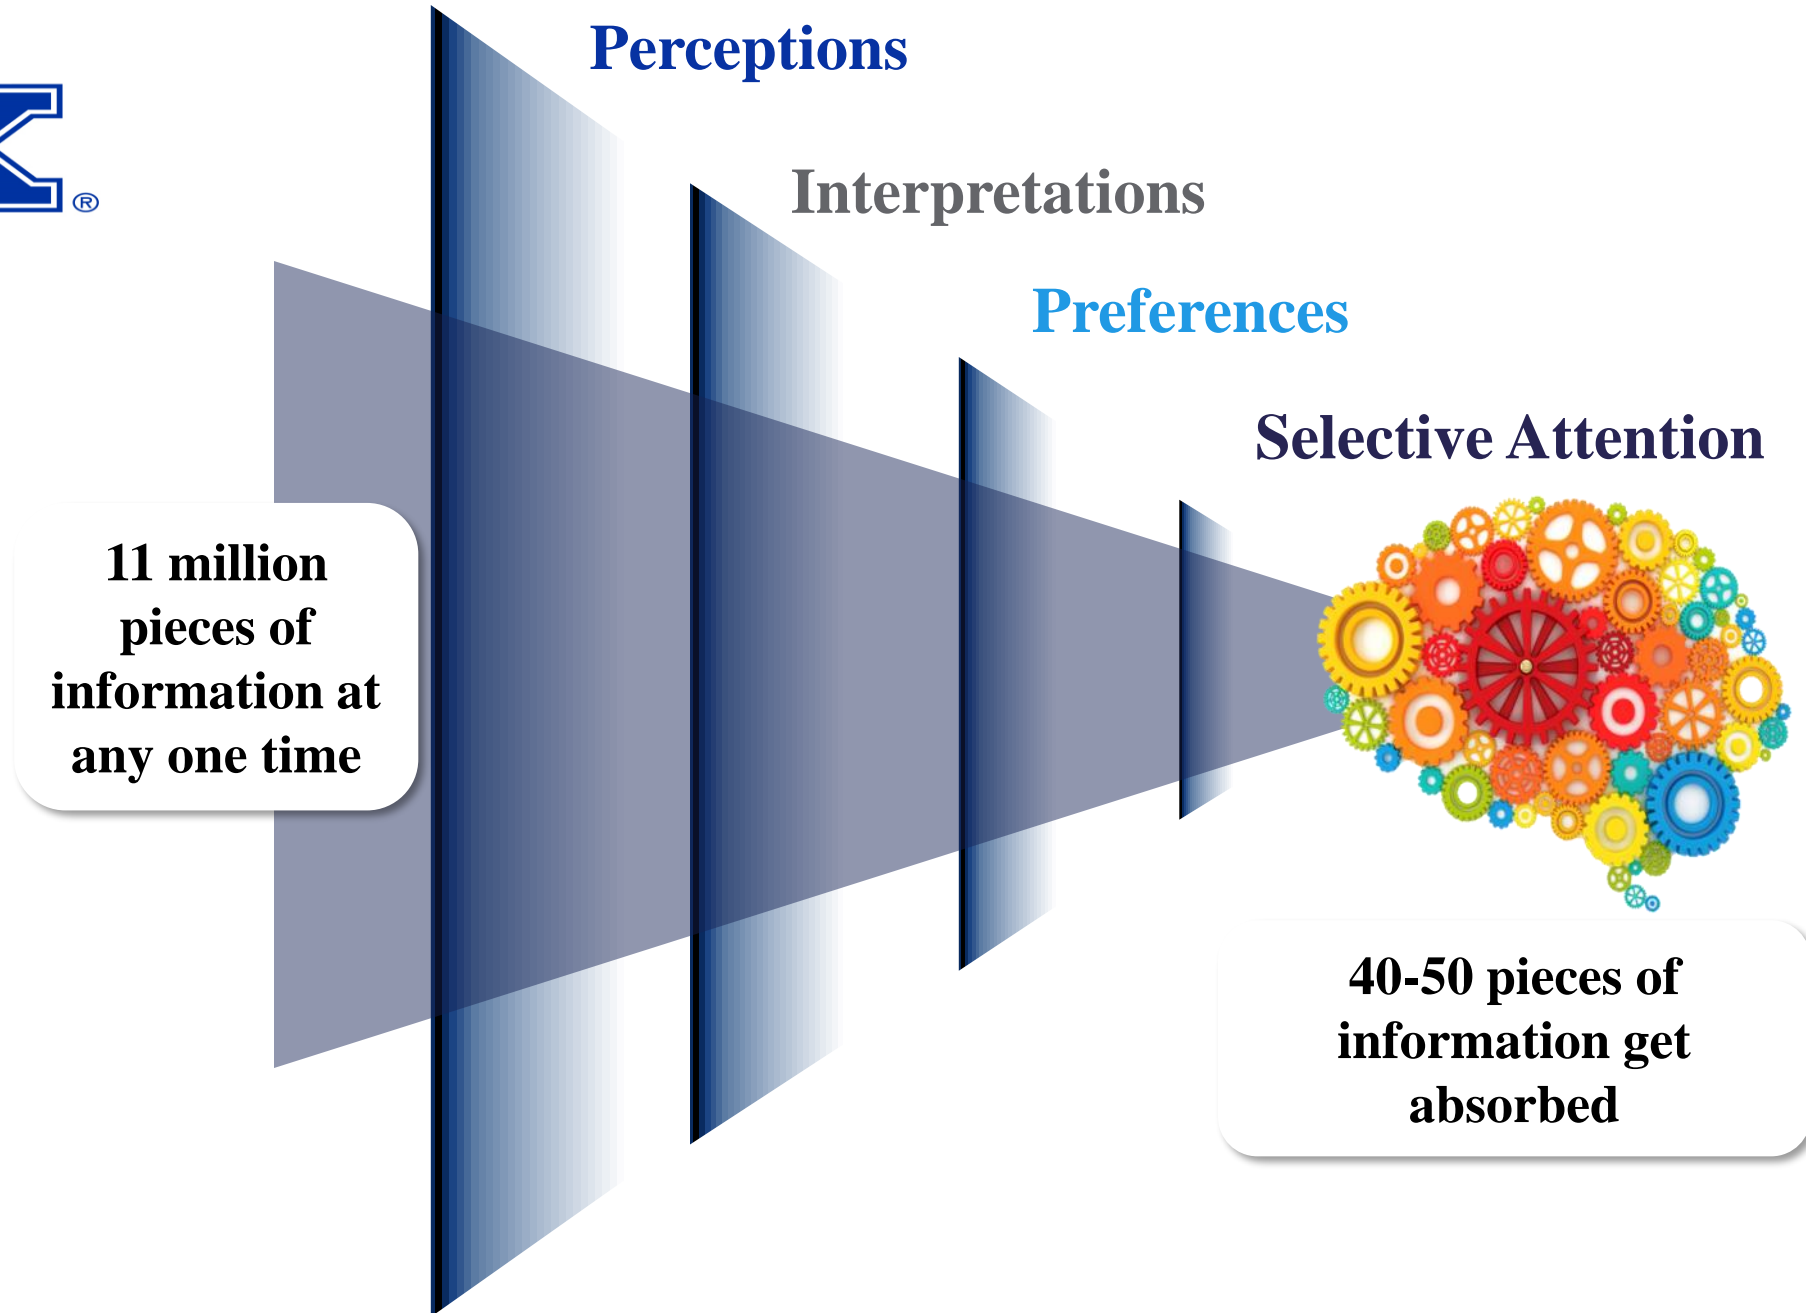 Perceptions
®
Interpretations
Preferences
Selective Attention
11 million
pieces of
information at
any one time
40-50 pieces of
information get
absorbed